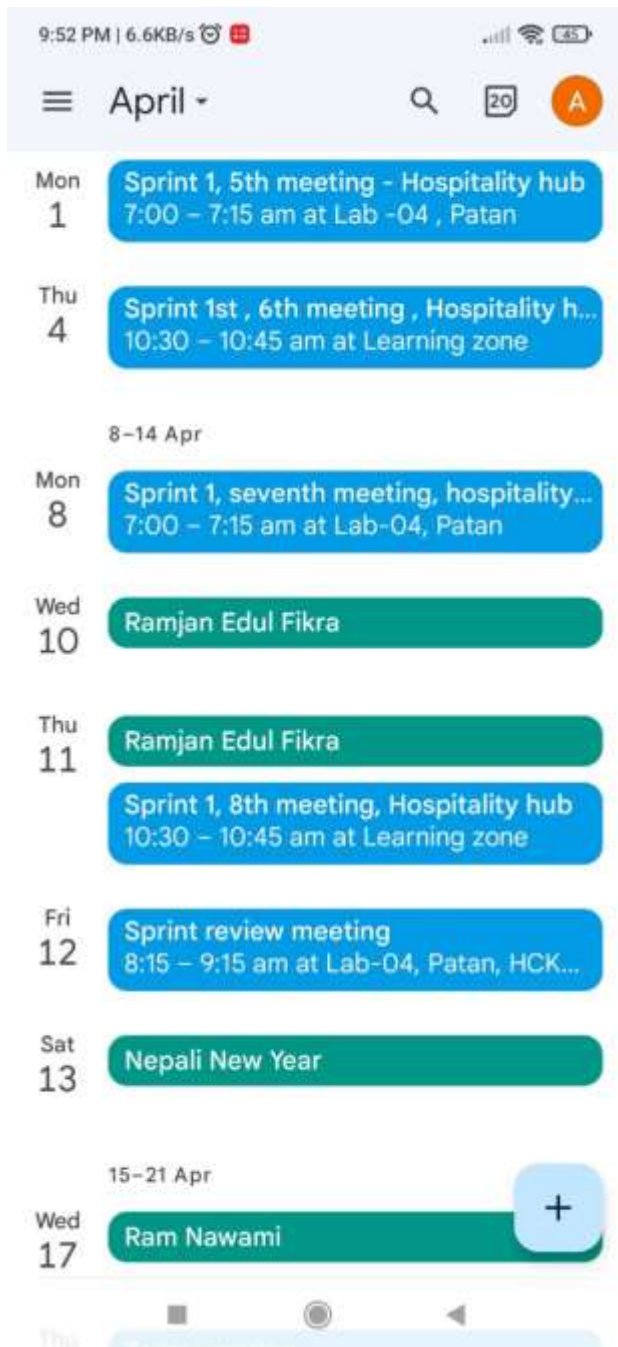 9:52 PM | 6.6KB/s 45
April
20
A
Mon
1
Sprint 1, 5th meeting - Hospitality hub
7:00 – 7:15 am at Lab -04 , Patan
Thu
4
Sprint 1st , 6th meeting , Hospitality h...
10:30 – 10:45 am at Learning zone
8–14 Apr
Mon
8
Sprint 1, seventh meeting, hospitality...
7:00 – 7:15 am at Lab-04, Patan
Wed
10
Ramjan Edul Fikra
Thu
11
Ramjan Edul Fikra
Sprint 1, 8th meeting, Hospitality hub
10:30 – 10:45 am at Learning zone
Fri
12
Sprint review meeting
8:15 – 9:15 am at Lab-04, Patan, HCK...
Sat
13
Nepali New Year
15–21 Apr
Wed
17
Ram Nawami
+
Thu